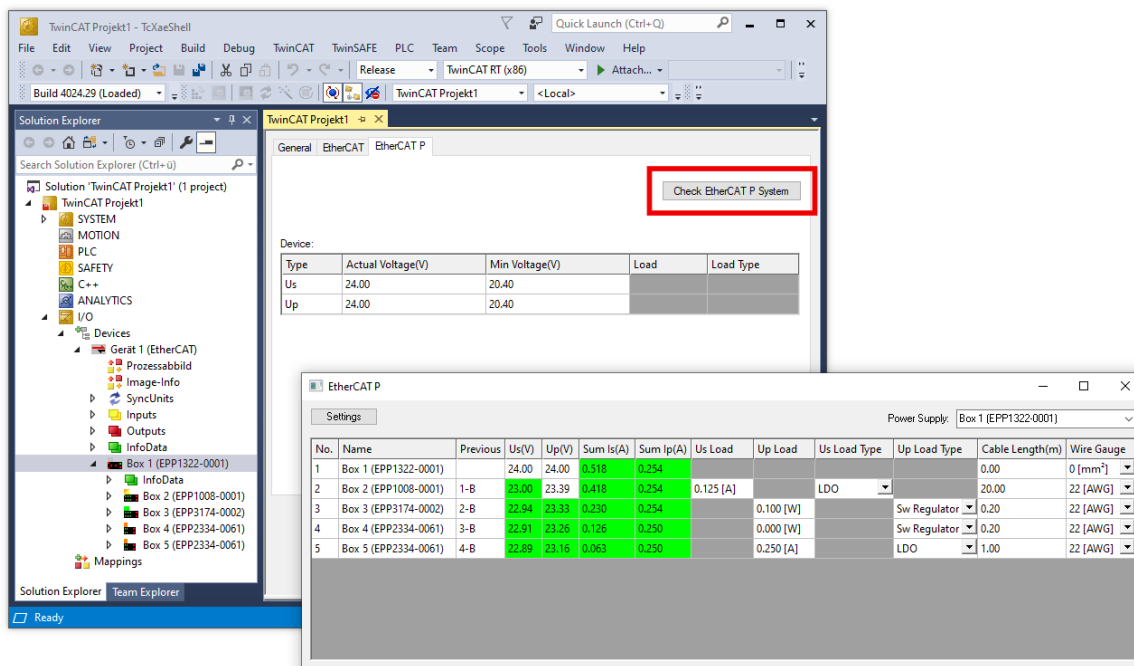 TwinCAT Projekt1 - TcXaeShell
Quick Launch (Ctrl+Q)
File Edit View Project Build Debug TwinCAT TwinSAFE PLC Team Scope Tools Window Help
Release TwinCAT RT (x86) Attach...
Build 4024.29 (Loaded) TwinCAT Projekt1 <Local>
Solution Explorer
Search Solution Explorer (Ctrl+ü)
Solution 'TwinCAT Projekt1' (1 project)
TwinCAT Projekt1
SYSTEM
MOTION
PLC
SAFETY
C++
ANALYTICS
I/O
Devices
Gerät 1 (EtherCAT)
Prozessabbild
Image-Info
SyncUnits
Inputs
Outputs
InfoData
Box 1 (EPP1322-0001)
InfoData
Box 2 (EPP1008-0001)
Box 3 (EPP3174-0002)
Box 4 (EPP2334-0061)
Box 5 (EPP2334-0061)
Mappings
Solution Explorer Team Explorer
Ready
TwinCAT Projekt1
General EtherCAT EtherCAT P
Check EtherCAT P System
Device:
Type Actual Voltage(V) Min Voltage(V) Load Load Type
Us 24.00 20.40
Up 24.00 20.40
EtherCAT P
Settings Power Supply: Box 1 (EPP1322-0001)
No. Name Previous Us(V) Up(V) Sum Is(A) Sum Ip(A) Us Load Up Load Us Load Type Up Load Type Cable Length(m) Wire Gauge
1 Box 1 (EPP1322-0001) 24.00 24.00 0.518 0.254 0.00 0 [mm²]
2 Box 2 (EPP1008-0001) 1-B 23.00 23.39 0.418 0.254 0.125 [A] LDO 20.00 22 [AWG]
3 Box 3 (EPP3174-0002) 2-B 22.94 23.33 0.230 0.254 0.100 [W] Sw Regulator 0.20 22 [AWG]
4 Box 4 (EPP2334-0061) 3-B 22.91 23.26 0.126 0.250 0.000 [W] Sw Regulator 0.20 22 [AWG]
5 Box 5 (EPP2334-0061) 4-B 22.89 23.16 0.063 0.250 0.250 [A] LDO 1.00 22 [AWG]